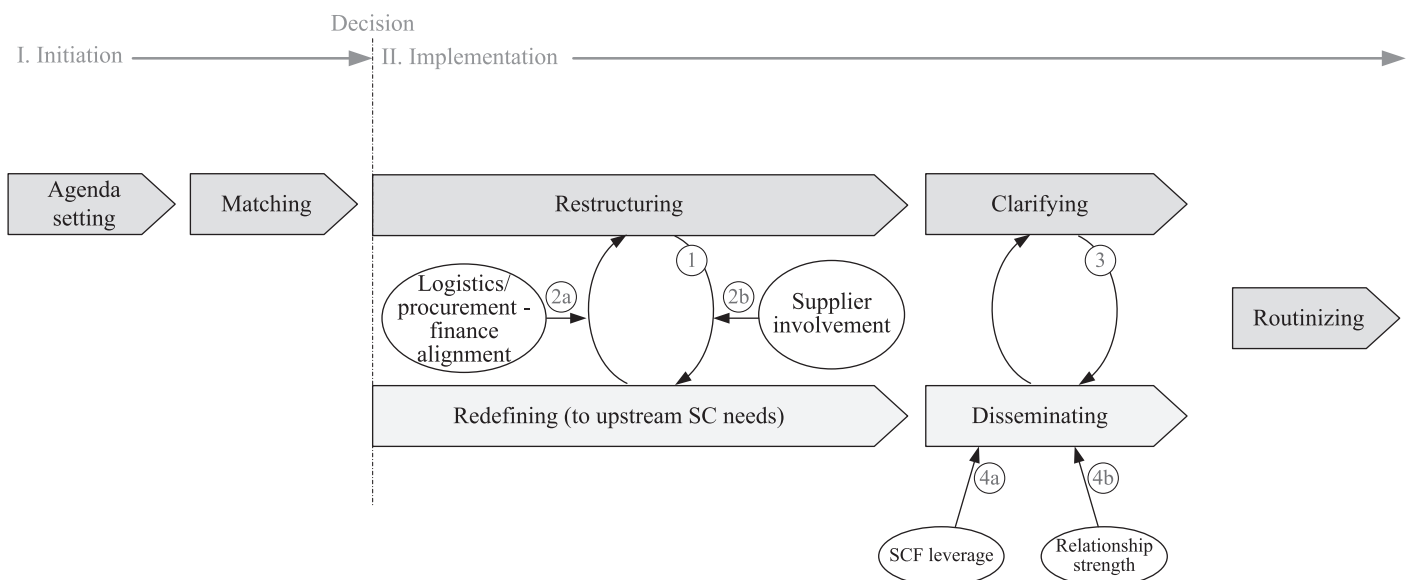 Decision
I. Initiation
II. Implementation
Agenda
setting
Matching
Restructuring
Clarifying
1
3
Logistics/
procurement -
finance
alignment
2a
2b
Supplier
involvement
Routinizing
Redefining (to upstream SC needs)
Disseminating
4a
4b
SCF leverage
Relationship
strength